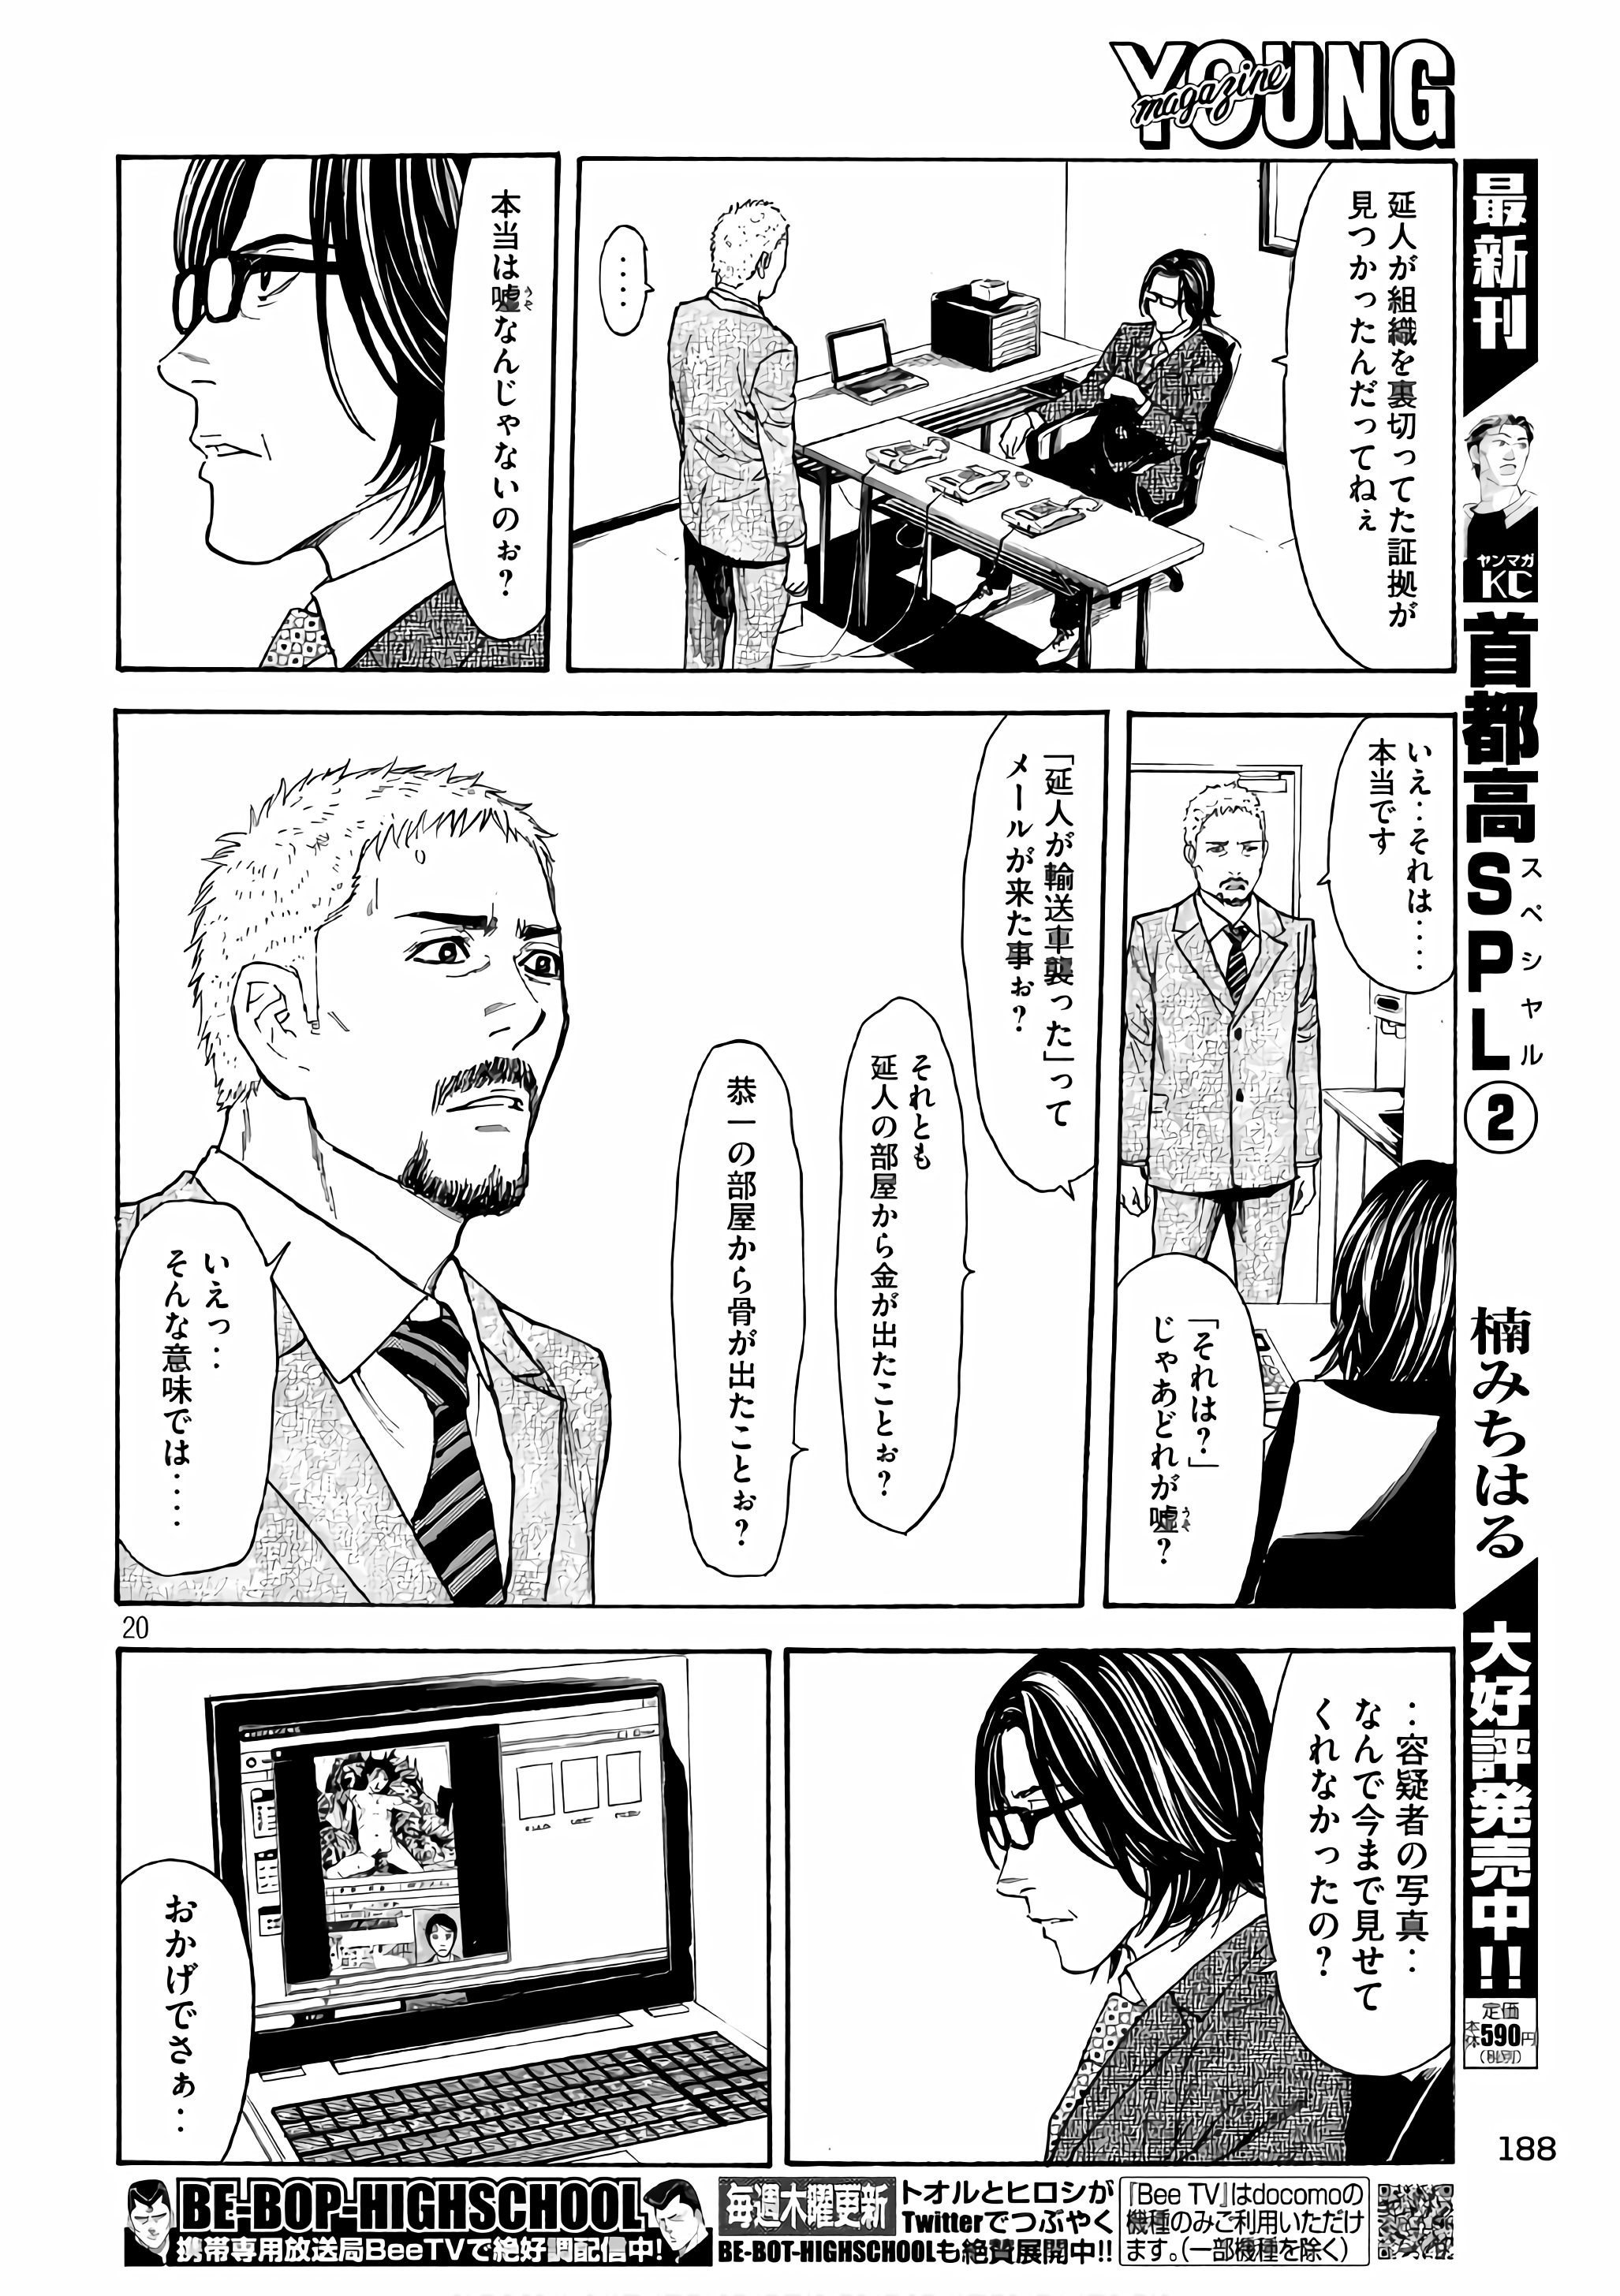 YOUNG
magazine
延人が組織を裏切ってた証拠が
見つかったんだってねぇ
‥‥
本当は嘘なんじゃないのぉ?
うそ
いえ‥それは‥‥
本当です
「それは?」
じゃあどれが嘘?
うそ
「延人が輸送車襲った」って
メールが来た事ぉ?
それとも
延人の部屋から金が出たことぉ?
恭一の部屋から骨が出たことぉ?
いえっ‥
そんな意味では‥‥
20
‥容疑者の写真‥
なんで今まで見せて
くれなかったの?
おかげでさぁ‥
最新刊
ヤンマガ
KC
首都高SPL②
スペシャル
楠みちはる
大好評発売中!!
定価
本体590円
(税別)
188
BE-BOP-HIGHSCHOOL
携帯専用放送局BeeTVで絶好調配信中!
毎週木曜更新
トオルとヒロシが
Twitterでつぶやく
BE-BOT-HIGHSCHOOLも絶賛展開中!!
『Bee TV』はdocomoの
機種のみご利用いただけ
ます。(一部機種を除く)